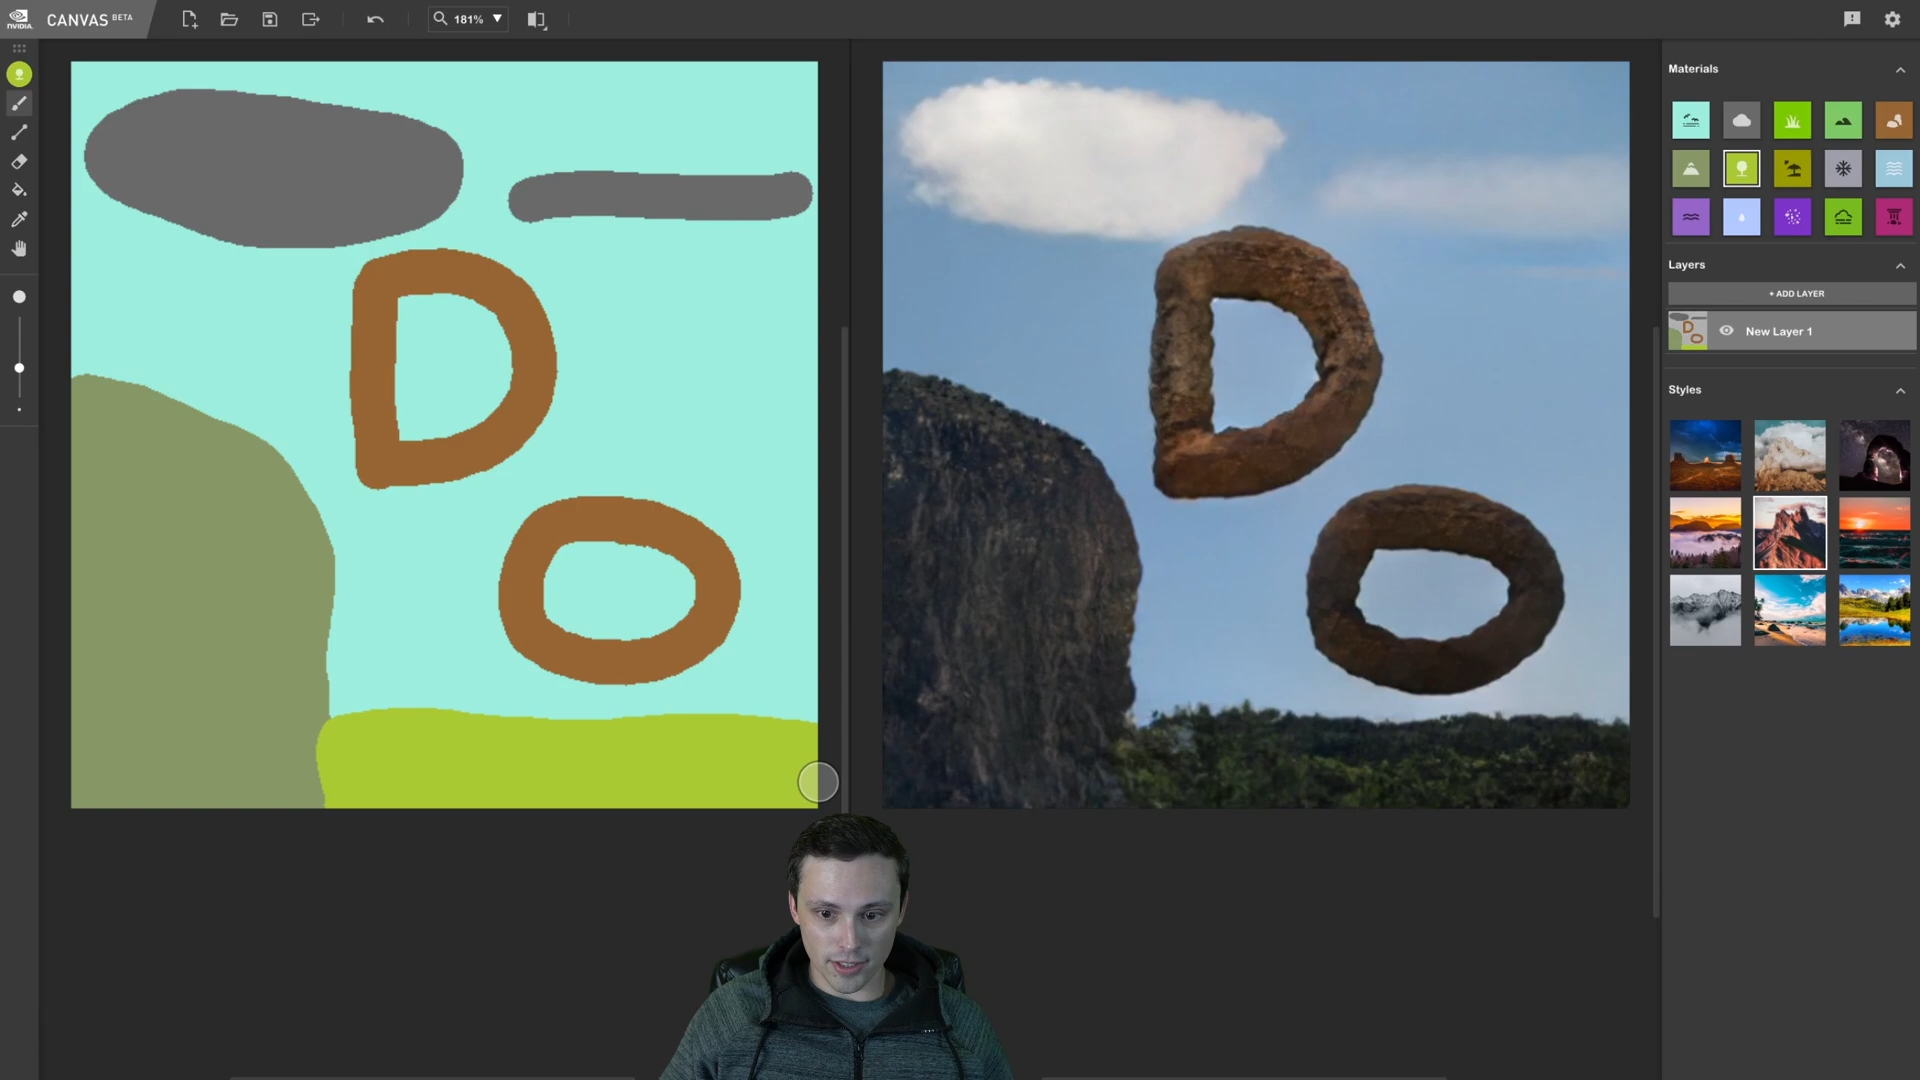 NVIDIA.
CANVAS BETA
181%
Materials
Layers
+ ADD LAYER
New Layer 1
Styles
D
O
D
O